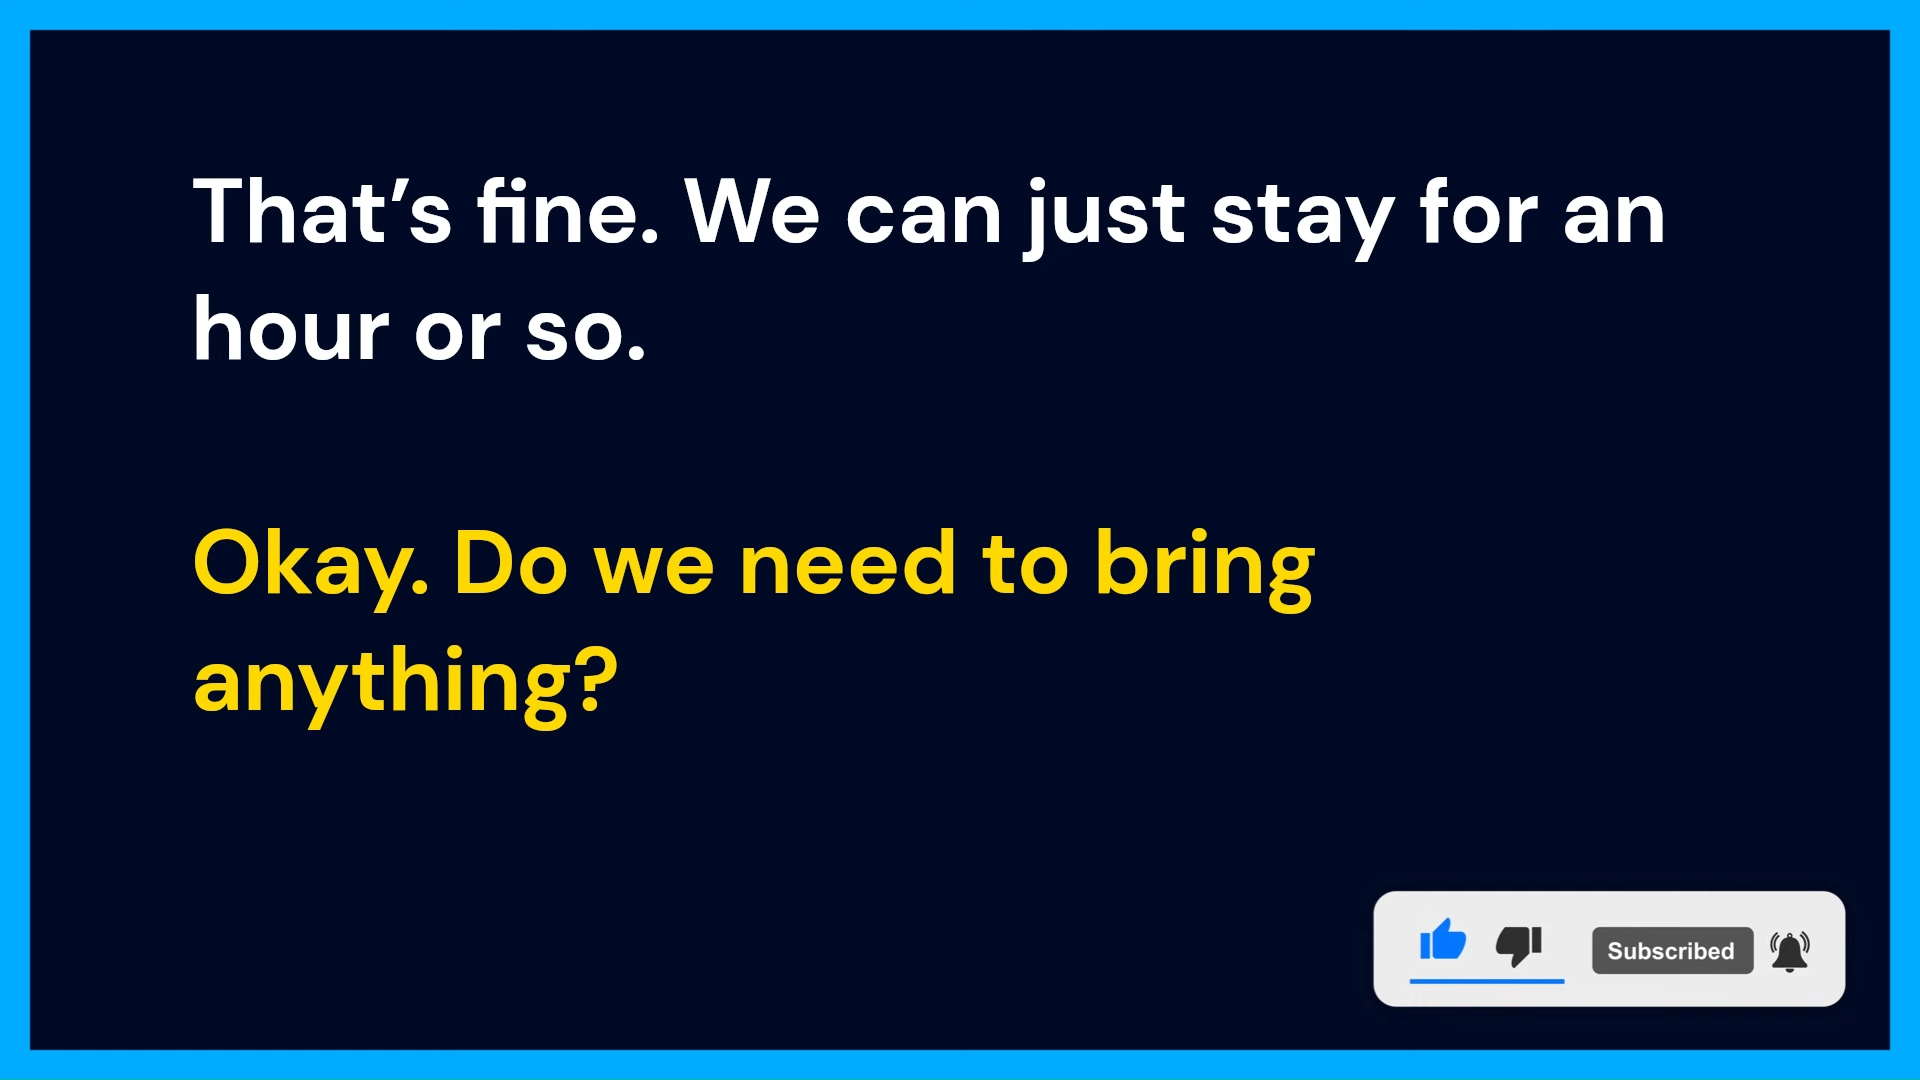 That’s fine. We can just stay for an
hour or so.
Okay. Do we need to bring
anything?
Subscribed